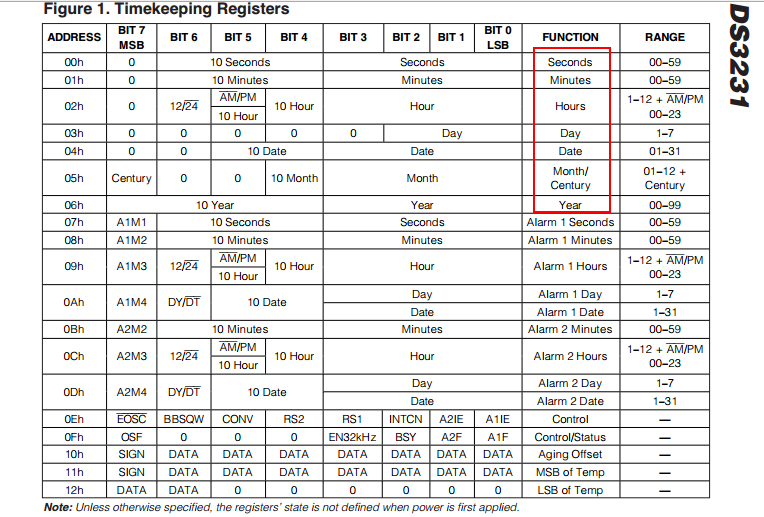 Figure 1. Timekeeping Registers
DS3231
ADDRESS BIT 7 MSB BIT 6 BIT 5 BIT 4 BIT 3 BIT 2 BIT 1 BIT 0 LSB FUNCTION RANGE
00h 0 10 Seconds Seconds Seconds 00–59
01h 0 10 Minutes Minutes Minutes 00–59
02h 0 12/24 AM/PM 10 Hour 10 Hour Hour Hours 1–12 + AM/PM 00–23
03h 0 0 0 0 0 Day Day 1–7
04h 0 0 10 Date Date Date 01–31
05h Century 0 0 10 Month Month Month/ Century 01–12 + Century
06h 10 Year Year Year 00–99
07h A1M1 10 Seconds Seconds Alarm 1 Seconds 00–59
08h A1M2 10 Minutes Minutes Alarm 1 Minutes 00–59
09h A1M3 12/24 AM/PM 10 Hour 10 Hour Hour Alarm 1 Hours 1–12 + AM/PM 00–23
0Ah A1M4 DY/DT 10 Date Day Alarm 1 Day 1–7
Date Alarm 1 Date 1–31
0Bh A2M2 10 Minutes Minutes Alarm 2 Minutes 00–59
0Ch A2M3 12/24 AM/PM 10 Hour 10 Hour Hour Alarm 2 Hours 1–12 + AM/PM 00–23
0Dh A2M4 DY/DT 10 Date Day Alarm 2 Day 1–7
Date Alarm 2 Date 1–31
0Eh EOSC BBSQW CONV RS2 RS1 INTCN A2IE A1IE Control —
0Fh OSF 0 0 0 EN32kHz BSY A2F A1F Control/Status —
10h SIGN DATA DATA DATA DATA DATA DATA DATA Aging Offset —
11h SIGN DATA DATA DATA DATA DATA DATA DATA MSB of Temp —
12h DATA DATA 0 0 0 0 0 0 LSB of Temp —
Note: Unless otherwise specified, the registers' state is not defined when power is first applied.